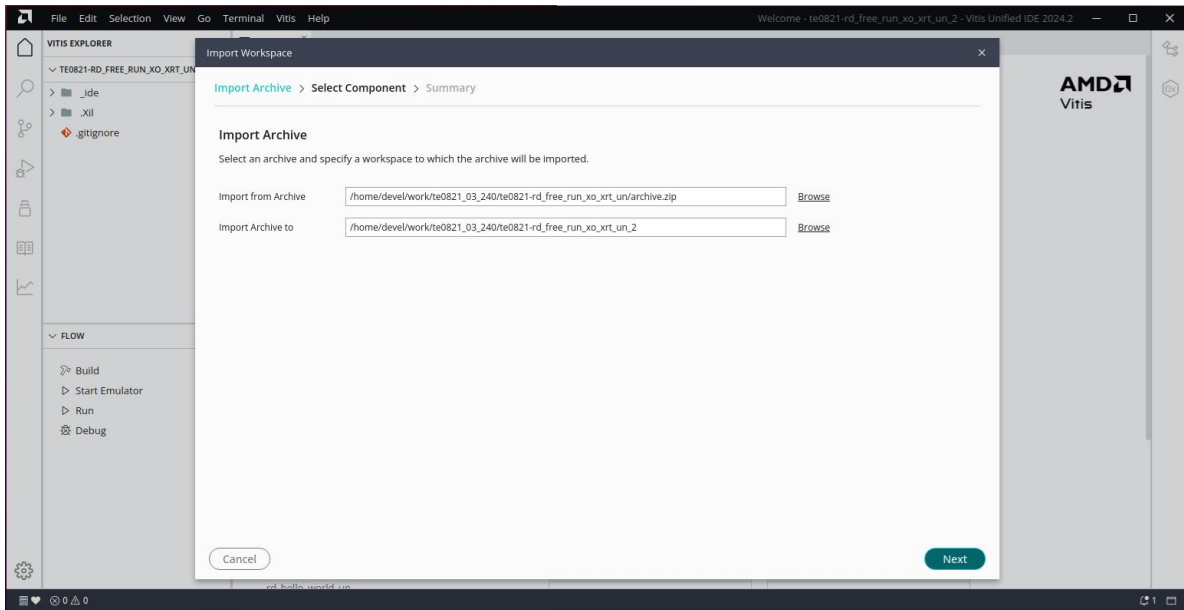 File Edit Selection View Go Terminal Vitis Help
Welcome - te0821-rd_free_run_xo_xrt_un_2 - Vitis Unified IDE 2024.2
VITIS EXPLORER
TE0821-RD_FREE_RUN_XO_XRT_UN
_ide
.Xil
.gitignore
FLOW
Build
Start Emulator
Run
Debug
Import Workspace
Import Archive > Select Component > Summary
Import Archive
Select an archive and specify a workspace to which the archive will be imported.
Import from Archive /home/devel/work/te0821_03_240/te0821-rd_free_run_xo_xrt_un/archive.zip Browse
Import Archive to /home/devel/work/te0821_03_240/te0821-rd_free_run_xo_xrt_un_2 Browse
Cancel Next
AMD
Vitis
rd_hello_world_un
0 0
1